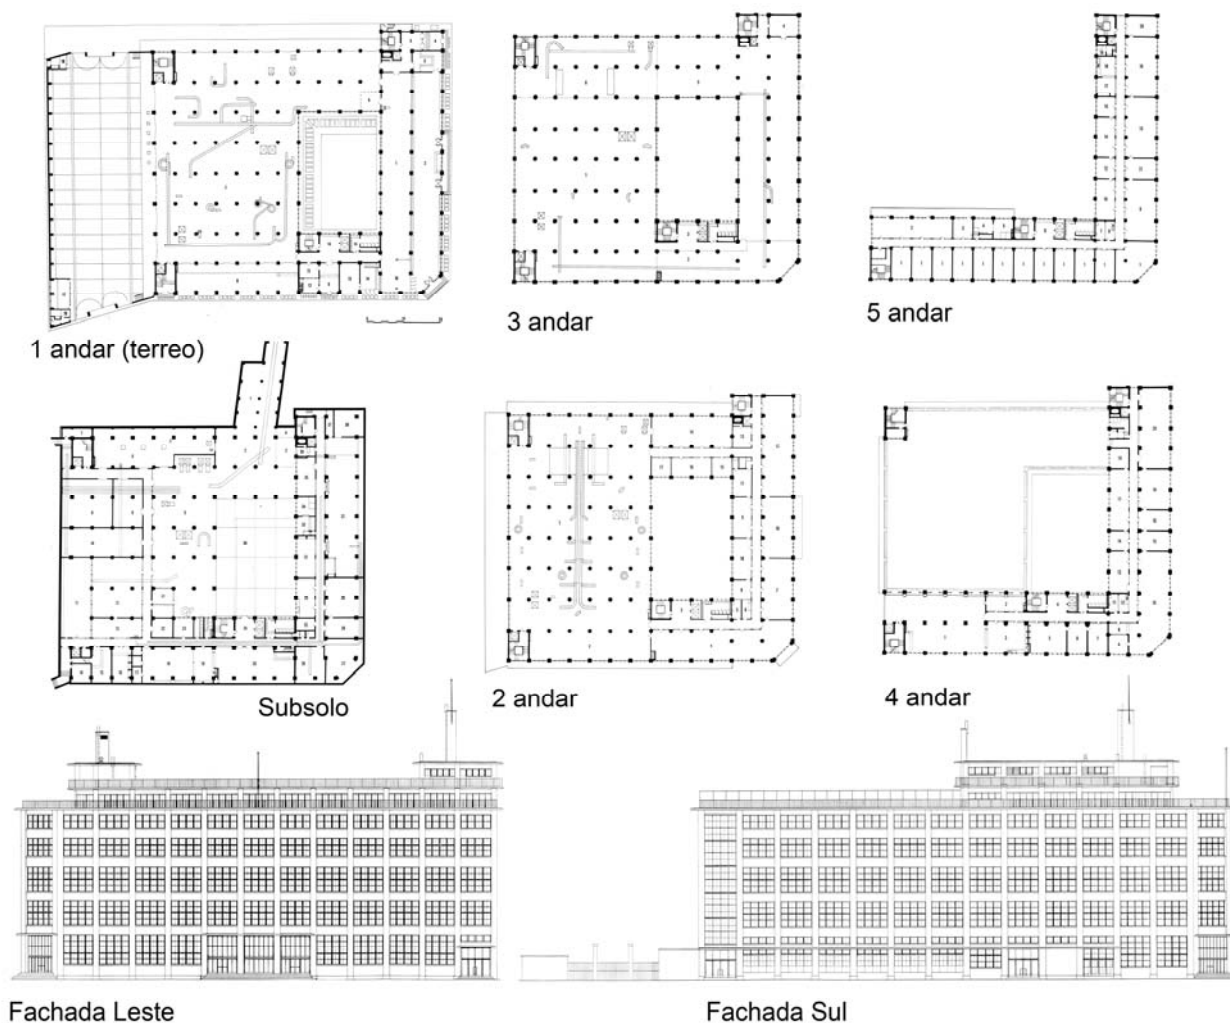 1 andar (terreo)
3 andar
5 andar
Subsolo
2 andar
4 andar
Fachada Leste
Fachada Sul